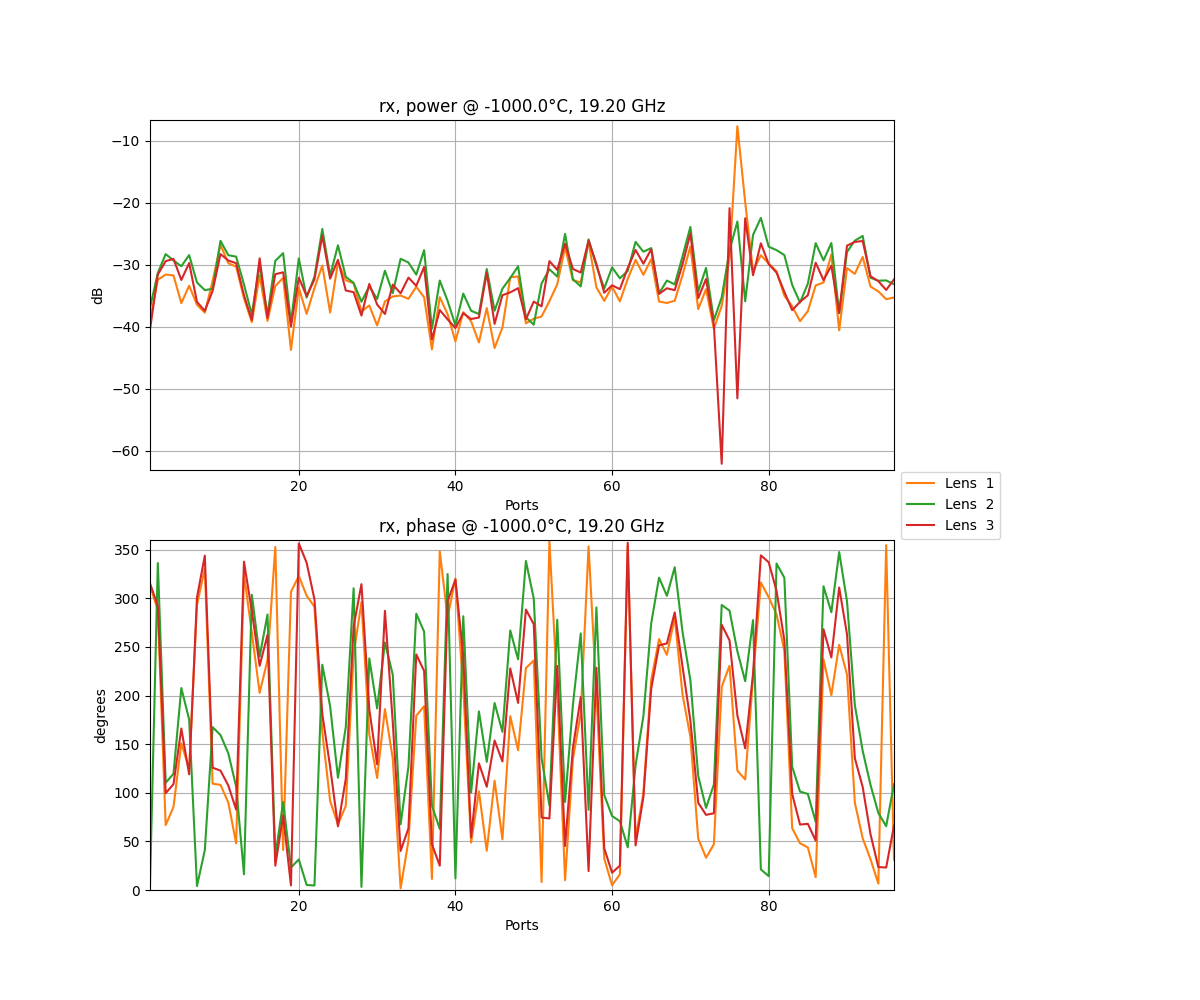 rx, power @ -1000.0°C, 19.20 GHz
−10
−20
−30
−40
−50
−60
dB
20 40 60 80
Ports
Lens 1
Lens 2
Lens 3
rx, phase @ -1000.0°C, 19.20 GHz
350
300
250
200
150
100
50
0
degrees
20 40 60 80
Ports